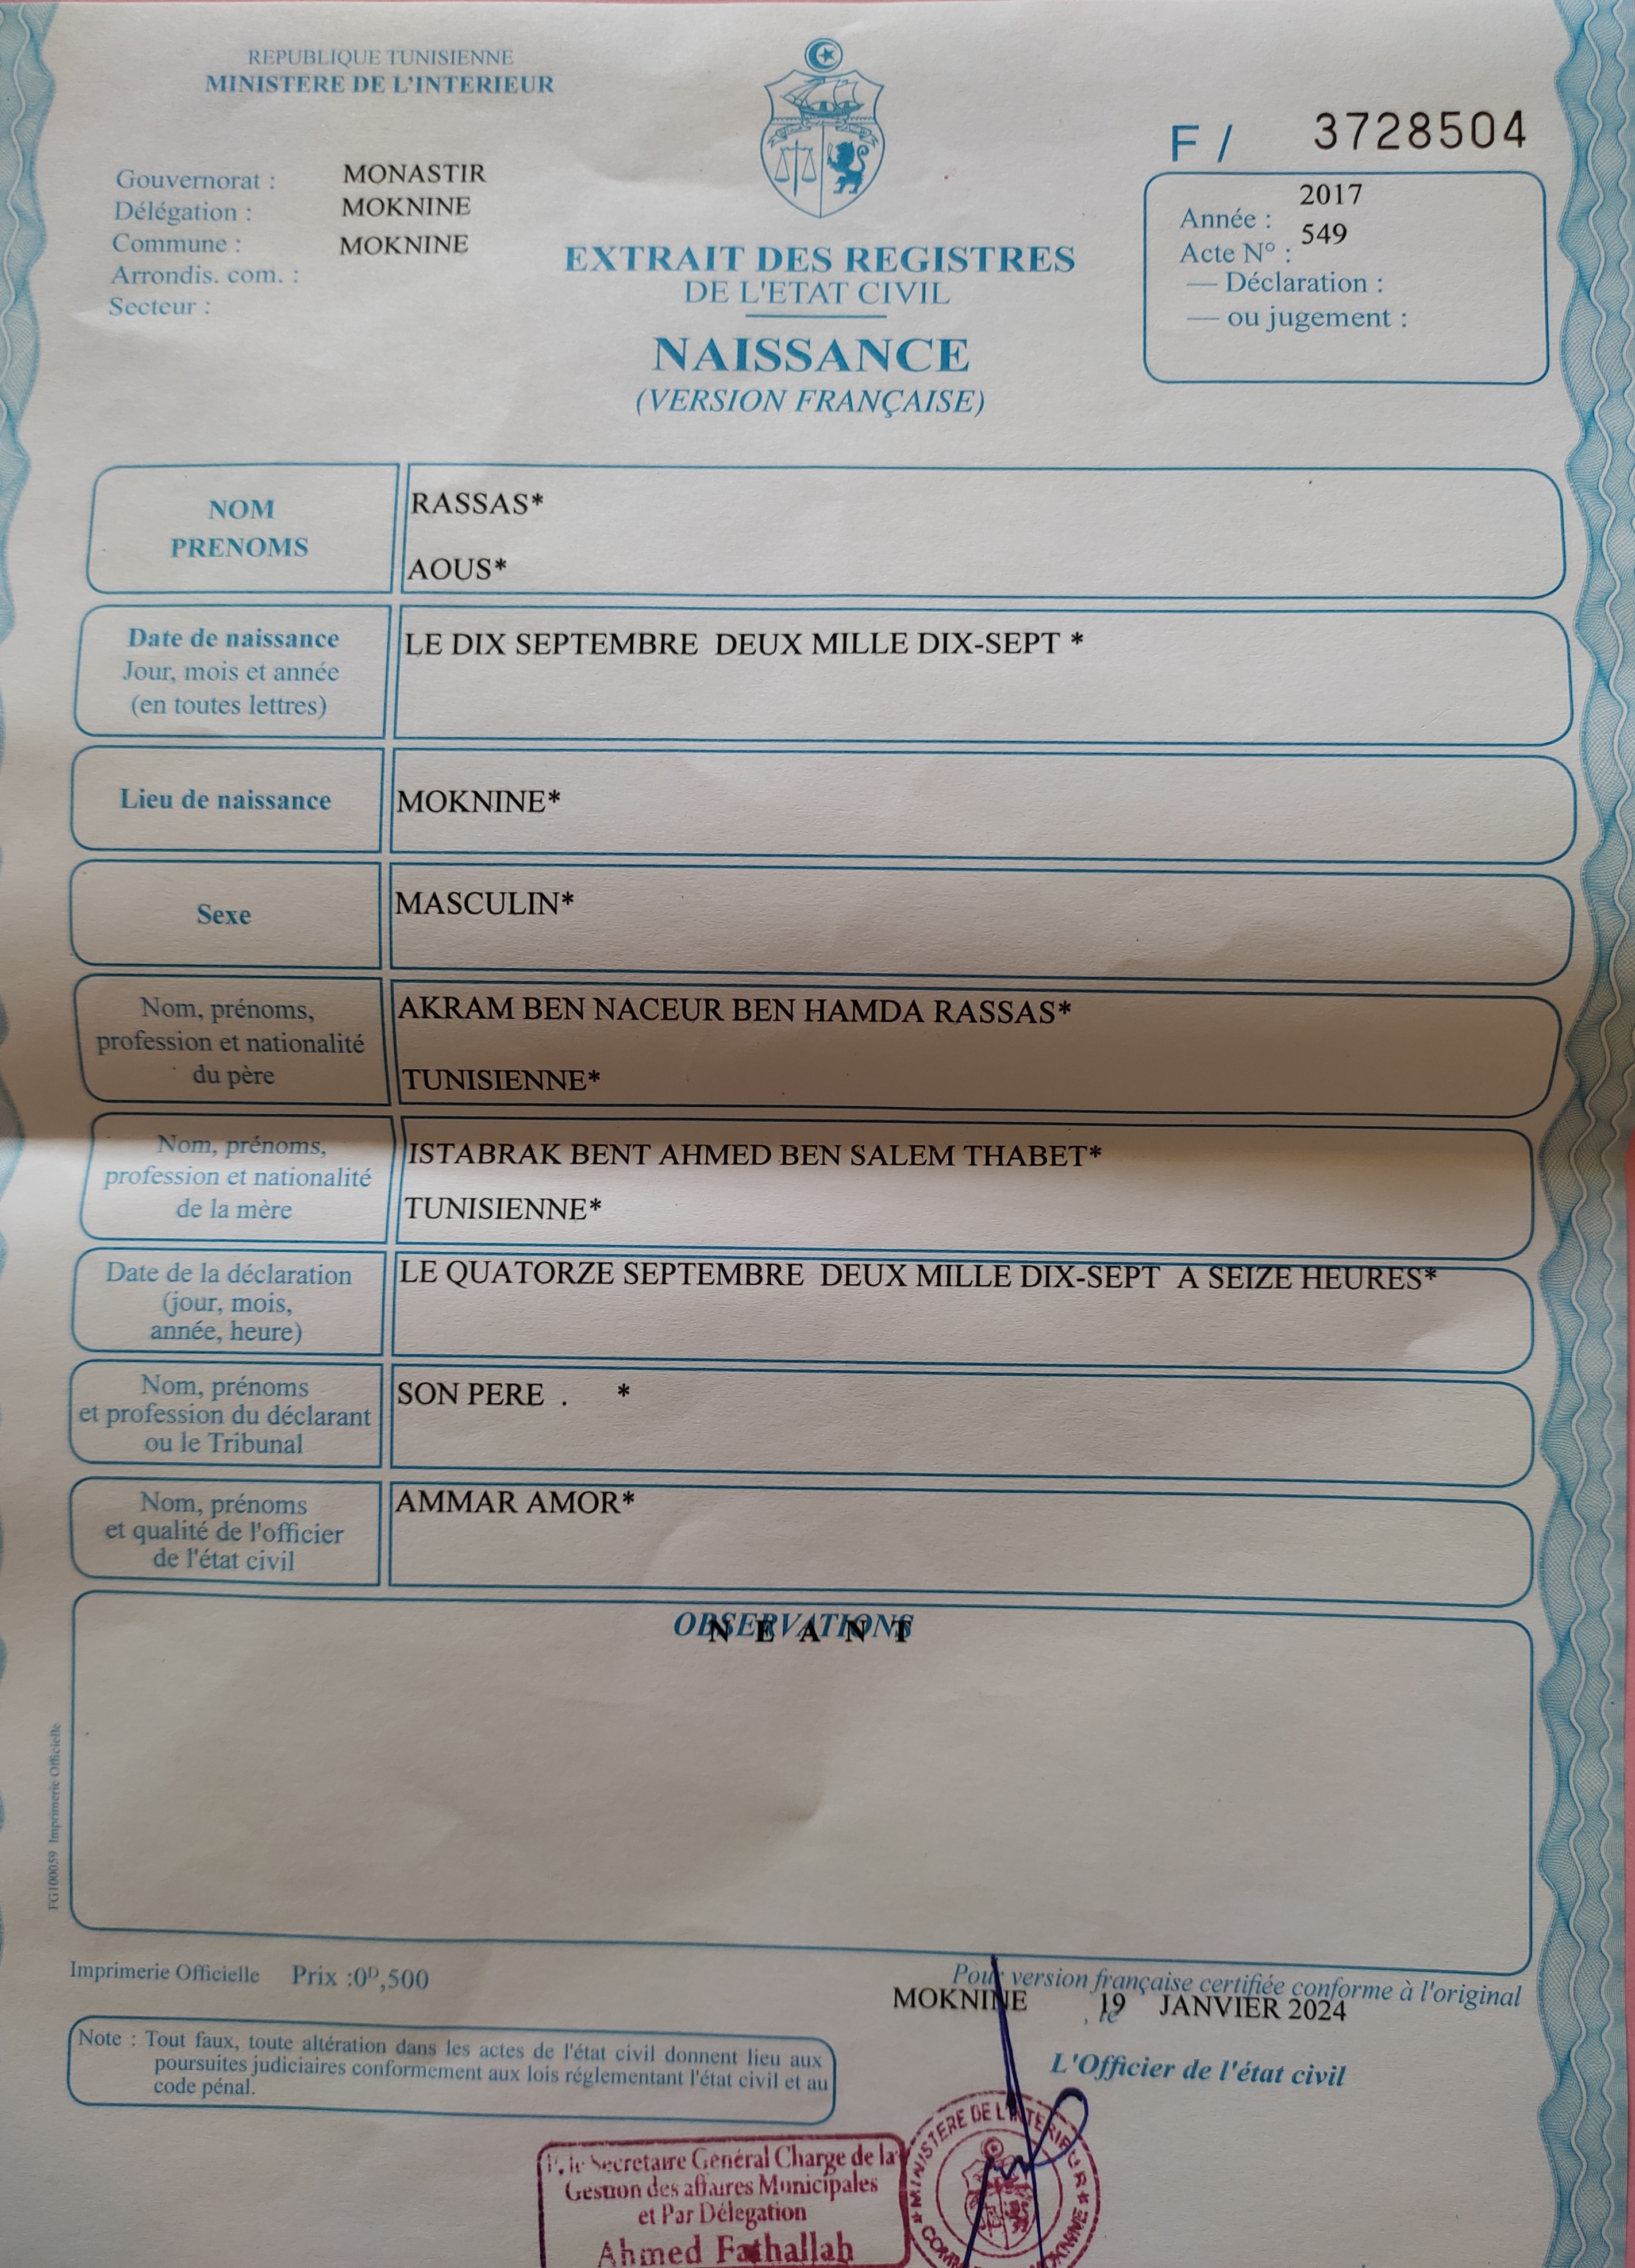 REPUBLIQUE TUNISIENNE
MINISTERE DE L'INTERIEUR
F / 3728504
Gouvernorat : MONASTIR
Délégation : MOKNINE
Commune : MOKNINE
Arrondis. com. :
Secteur :
Année : 2017
Acte N° : 549
— Déclaration :
— ou jugement :
EXTRAIT DES REGISTRES
DE L'ETAT CIVIL
NAISSANCE
(VERSION FRANÇAISE)
NOM RASSAS*
PRENOMS AOUS*
Date de naissance LE DIX SEPTEMBRE DEUX MILLE DIX-SEPT *
Jour, mois et année
(en toutes lettres)
Lieu de naissance MOKNINE*
Sexe MASCULIN*
Nom, prénoms, AKRAM BEN NACEUR BEN HAMDA RASSAS*
profession et nationalité
du père TUNISIENNE*
Nom, prénoms, ISTABRAK BENT AHMED BEN SALEM THABET*
profession et nationalité
de la mère TUNISIENNE*
Date de la déclaration LE QUATORZE SEPTEMBRE DEUX MILLE DIX-SEPT A SEIZE HEURES*
(jour, mois,
année, heure)
Nom, prénoms SON PERE . *
et profession du déclarant
ou le Tribunal
Nom, prénoms AMMAR AMOR*
et qualité de l'officier
de l'état civil
OBSERVATIONS
N E A N T
FG100059 Imprimerie Officielle
Imprimerie Officielle Prix :0ᴰ,500
Pour version française certifiée conforme à l'original
MOKNINE , le 19 JANVIER 2024
Note : Tout faux, toute altération dans les actes de l'état civil donnent lieu aux
poursuites judiciaires conformement aux lois réglementant l'état civil et au
code pénal.
L'Officier de l'état civil
P. le Secretaire Général Charge de la
Gestion des affaires Municipales
et Par Délegation
Ahmed Fathallah
★ MINISTERE DE L'INTERIEUR ★
MOKNINE